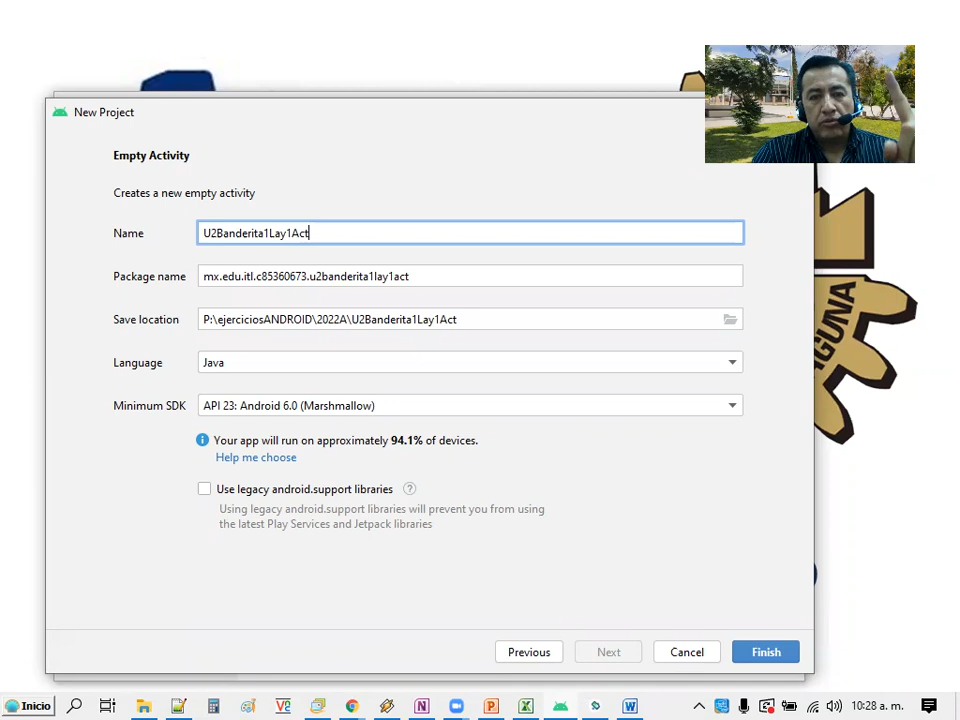 New Project
Empty Activity
Creates a new empty activity
Name U2Banderita1Lay1Act
Package name mx.edu.itl.c85360673.u2banderita1lay1act
Save location P:\ejerciciosANDROID\2022A\U2Banderita1Lay1Act
Language Java
Minimum SDK API 23: Android 6.0 (Marshmallow)
Your app will run on approximately 94.1% of devices.
Help me choose
Use legacy android.support libraries ?
Using legacy android.support libraries will prevent you from using
the latest Play Services and Jetpack libraries
Previous Next Cancel Finish
GUNA
Inicio 10:28 a. m.